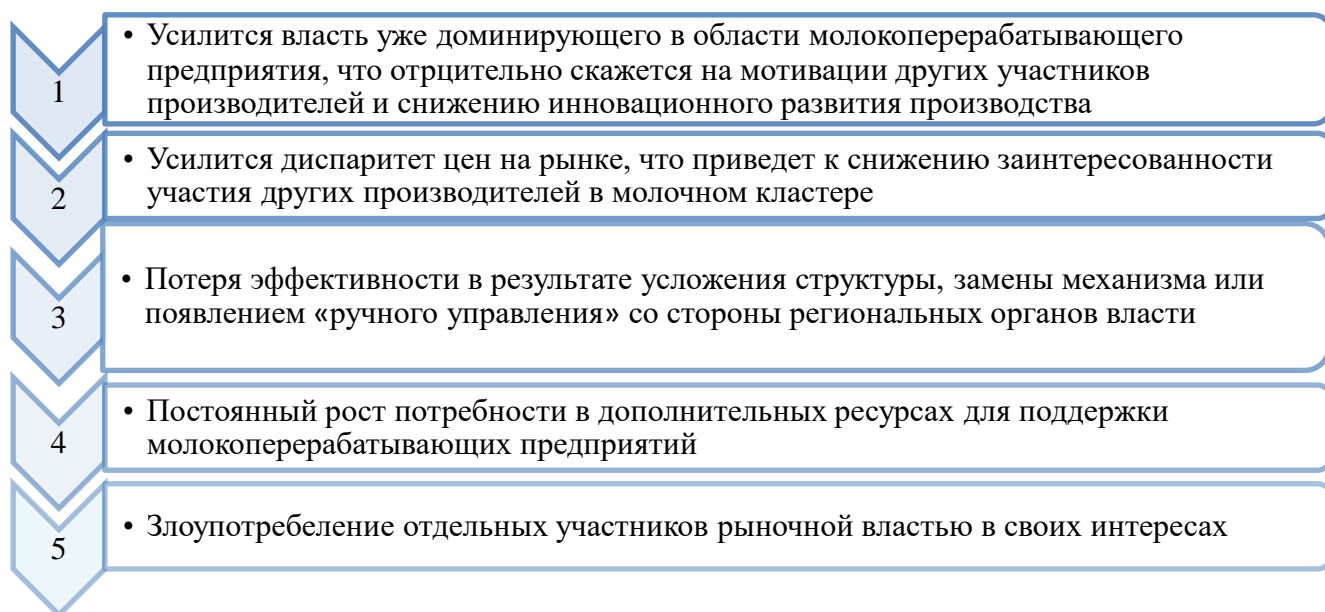 1
• Усилится власть уже доминирующего в области молокоперерабатывающего
предприятия, что отрцительно скажется на мотивации других участников
производителей и снижению инновационного развития производства
2
• Усилится диспаритет цен на рынке, что приведет к снижению заинтересованности
участия других производителей в молочном кластере
3
• Потеря эффективности в результате усложения структуры, замены механизма или
появлением «ручного управления» со стороны региональных органов власти
4
• Постоянный рост потребности в дополнительных ресурсах для поддержки
молокоперерабатывающих предприятий
5
• Злоупотребеление отдельных участников рыночной властью в своих интересах